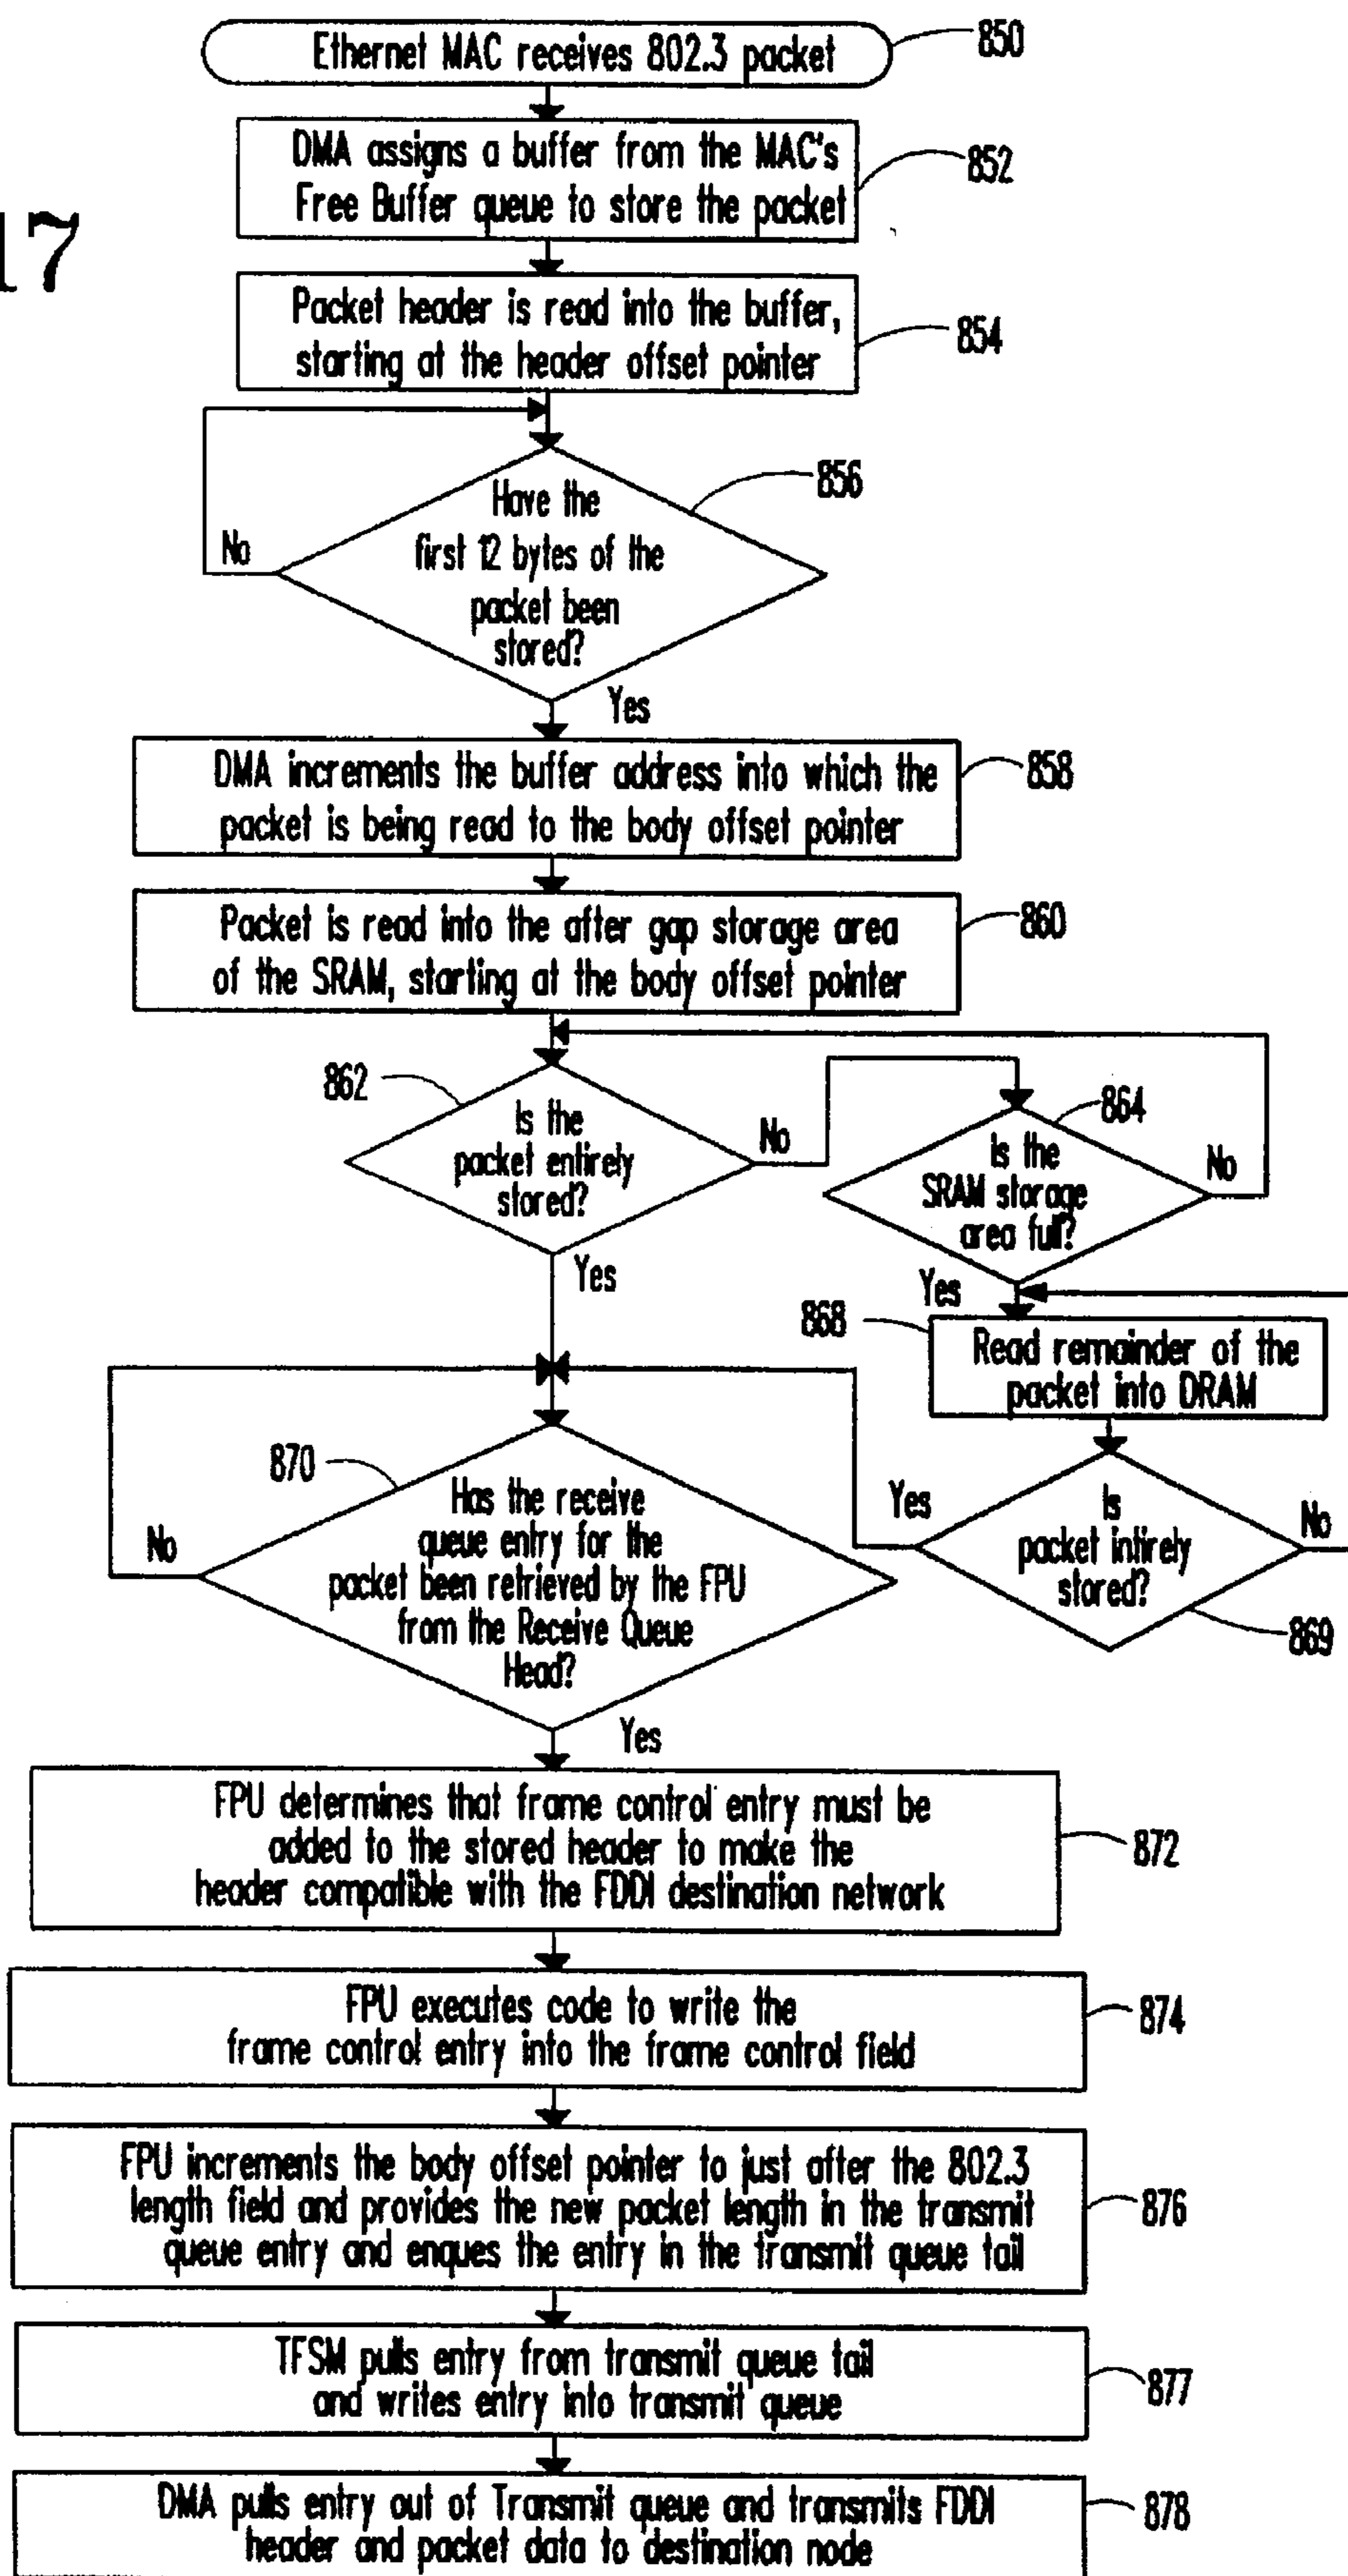 17
Ethernet MAC receives 802.3 packet
850
DMA assigns a buffer from the MAC's
Free Buffer queue to store the packet
852
Packet header is read into the buffer,
starting at the header offset pointer
854
Have the
first 12 bytes of the
packet been
stored?
856
No
Yes
DMA increments the buffer address into which the
packet is being read to the body offset pointer
858
Packet is read into the after gap storage area
of the SRAM, starting at the body offset pointer
860
862
Is the
packet entirely
stored?
No
Yes
864
Is the
SRAM storage
area full?
No
Yes
868
Read remainder of the
packet into DRAM
Is
packet intirely
stored?
Yes
No
869
870
Has the receive
queue entry for the
packet been retrieved by the FPU
from the Receive Queue
Head?
No
Yes
FPU determines that frame control entry must be
added to the stored header to make the
header compatible with the FDDI destination network
872
FPU executes code to write the
frame control entry into the frame control field
874
FPU increments the body offset pointer to just after the 802.3
length field and provides the new packet length in the transmit
queue entry and enques the entry in the transmit queue tail
876
TFSM pulls entry from transmit queue tail
and writes entry into transmit queue
877
DMA pulls entry out of Transmit queue and transmits FDDI
header and packet data to destination node
878